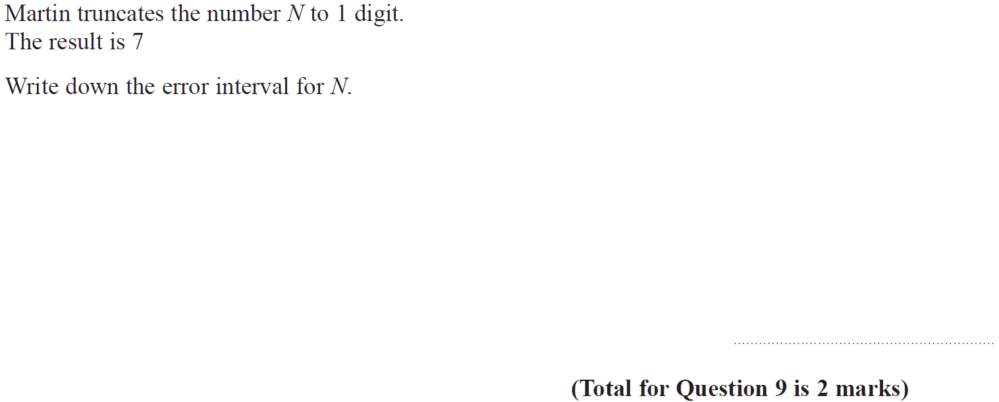 Martin truncates the number N to 1 digit.
The result is 7
Write down the error interval for N.
............................................................
(Total for Question 9 is 2 marks)